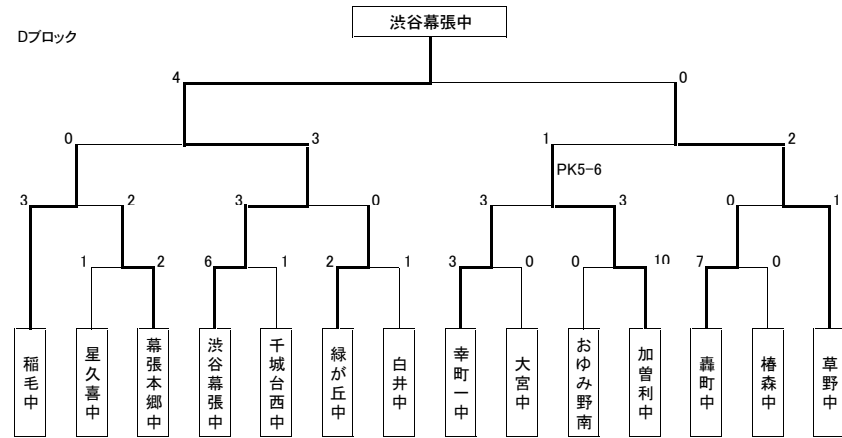 渋谷幕張中
Dブロック
4 0
0 3 1 2
PK5-6
3 2 3 0 3 3 0 1
1 2 6 1 2 1 3 0 0 10 7 0
稲毛中
星久喜中
幕張本郷中
渋谷幕張中
千城台西中
緑が丘中
白井中
幸町一中
大宮中
おゆみ野南
加曽利中
轟町中
椿森中
草野中